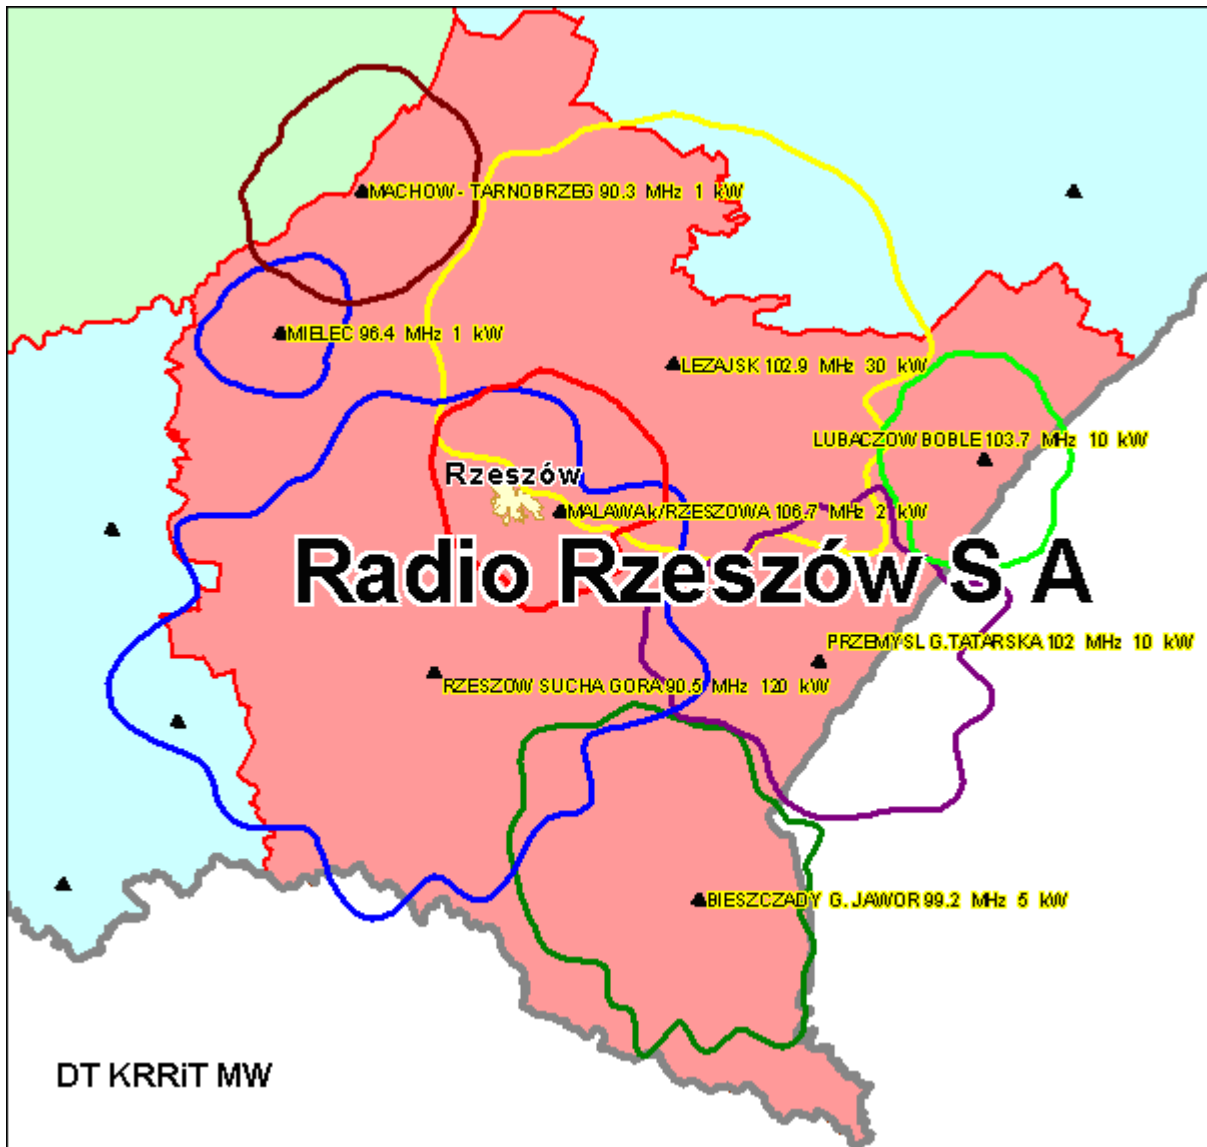 MACHOW - TARNOBRZEG 90.3 MHz 1 kW
MIELEC 96.4 MHz 1 kW
LEZAJSK 102.9 MHz 30 kW
LUBACZOW BOBLE 103.7 MHz 10 kW
Rzeszów
MALAWA k/RZESZOWA 106.7 MHz 2 kW
Radio Rzeszów S A
PRZEMYSL G.TATARSKA 102 MHz 10 kW
RZESZOW SUCHA GORA 90.5 MHz 120 kW
BIESZCZADY G. JAWOR 99.2 MHz 5 kW
DT KRRiT MW